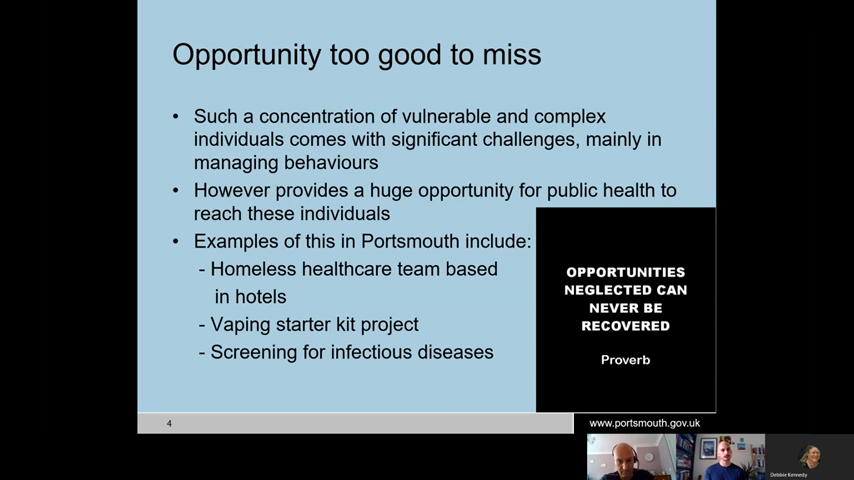 Opportunity too good to miss
• Such a concentration of vulnerable and complex
individuals comes with significant challenges, mainly in
managing behaviours
• However provides a huge opportunity for public health to
reach these individuals
• Examples of this in Portsmouth include:
- Homeless healthcare team based
in hotels
- Vaping starter kit project
- Screening for infectious diseases
OPPORTUNITIES
NEGLECTED CAN
NEVER BE
RECOVERED
Proverb
4
www.portsmouth.gov.uk
Debbie Kennedy